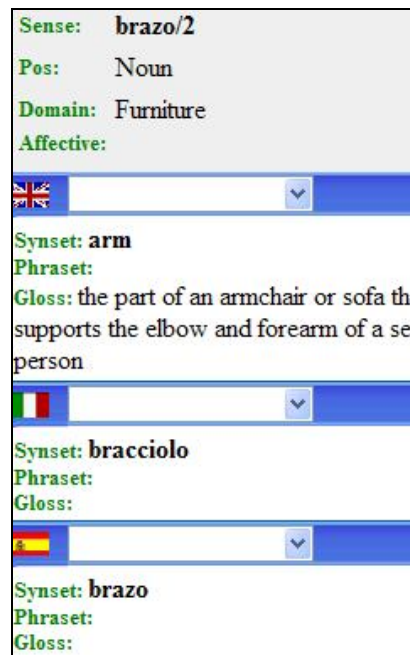 Sense: brazo/2
Pos: Noun
Domain: Furniture
Affective:
Synset: arm
Phraset:
Gloss: the part of an armchair or sofa th
supports the elbow and forearm of a se
person
Synset: bracciolo
Phraset:
Gloss:
Synset: brazo
Phraset:
Gloss: